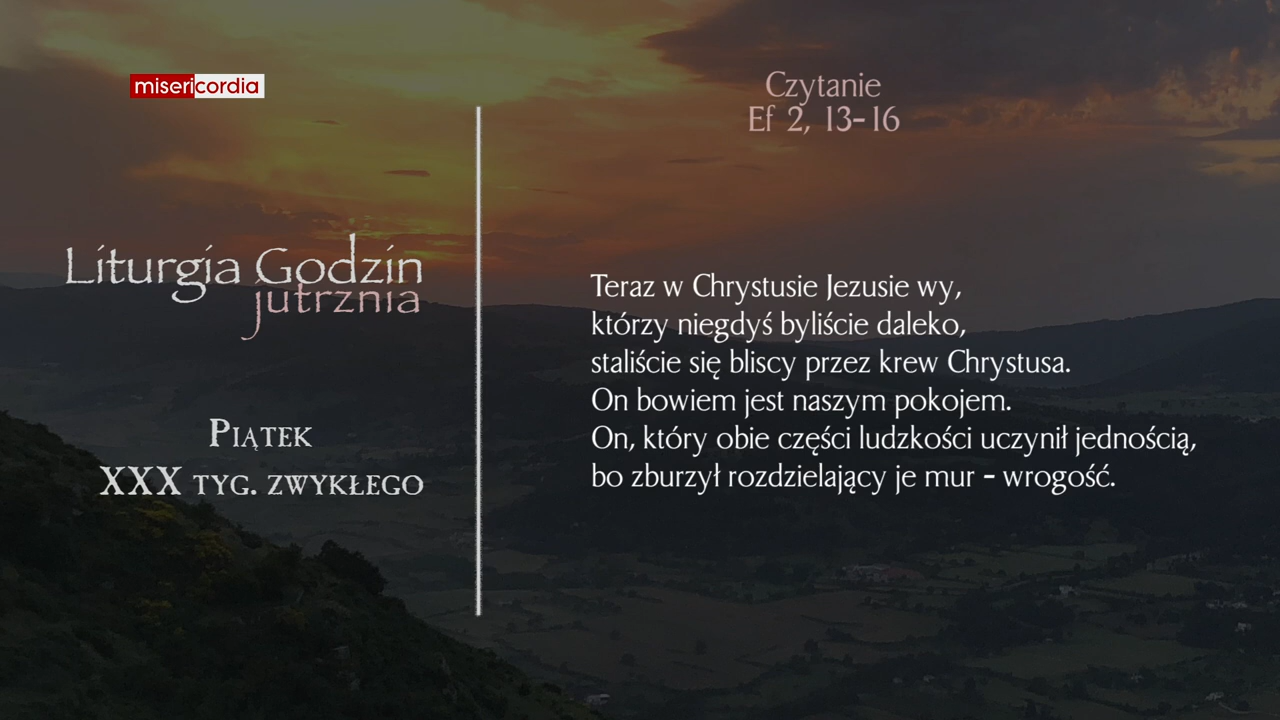 misericordia
Liturgia Godzin
jutrznia
Piątek
XXX tyg. zwykłego
Czytanie
Ef 2, 13-16
Teraz w Chrystusie Jezusie wy,
którzy niegdyś byliście daleko,
staliście się bliscy przez krew Chrystusa.
On bowiem jest naszym pokojem.
On, który obie części ludzkości uczynił jednością,
bo zburzył rozdzielający je mur - wrogość.